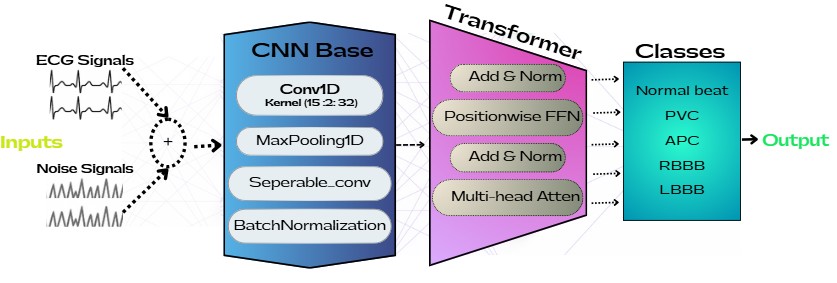 ECG Signals
Noise Signals
Inputs
+
CNN Base
Conv1D
Kernel (15 :2: 32)
MaxPooling1D
Seperable_conv
BatchNormalization
Transformer
Add & Norm
Positionwise FFN
Add & Norm
Multi-head Atten
Classes
Normal beat
PVC
APC
RBBB
LBBB
Output